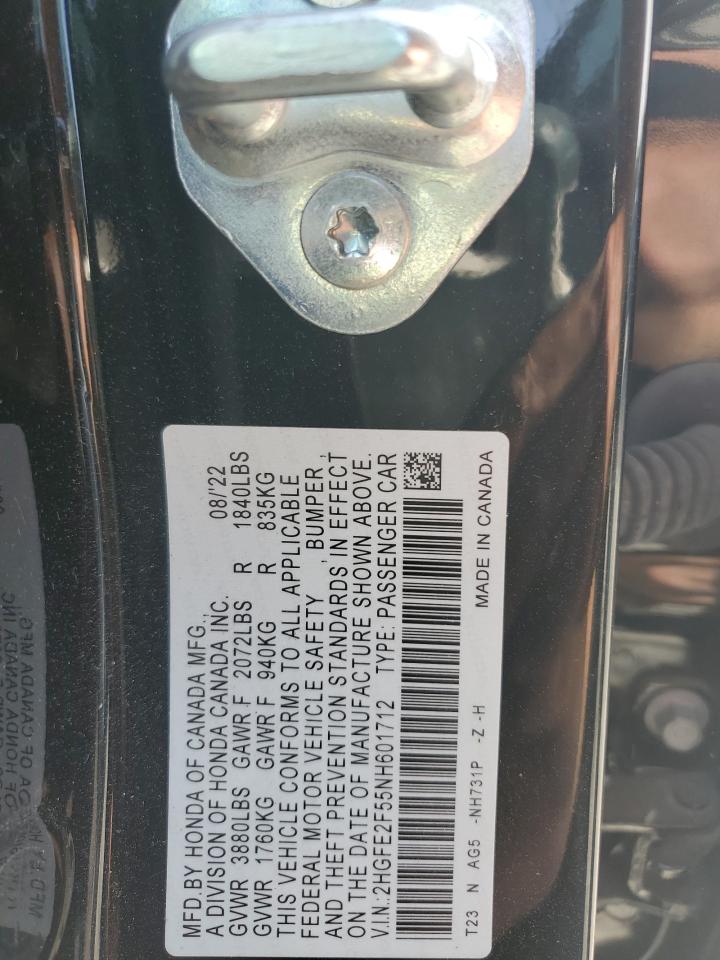 MFD.BY HONDA OF CANADA MFG.,
A DIVISION OF HONDA CANADA INC. 08/'22
GVWR 3880LBS GAWR F 2072LBS R 1840LBS
GVWR 1760KG GAWR F 940KG R 835KG
THIS VEHICLE CONFORMS TO ALL APPLICABLE
FEDERAL MOTOR VEHICLE SAFETY , BUMPER ,
AND THEFT PREVENTION STANDARDS IN EFFECT
ON THE DATE OF MANUFACTURE SHOWN ABOVE.
V.I.N.:2HGFE2F55NH601712 TYPE: PASSENGER CAR
T23 N AG5 -NH731P -Z -H MADE IN CANADA